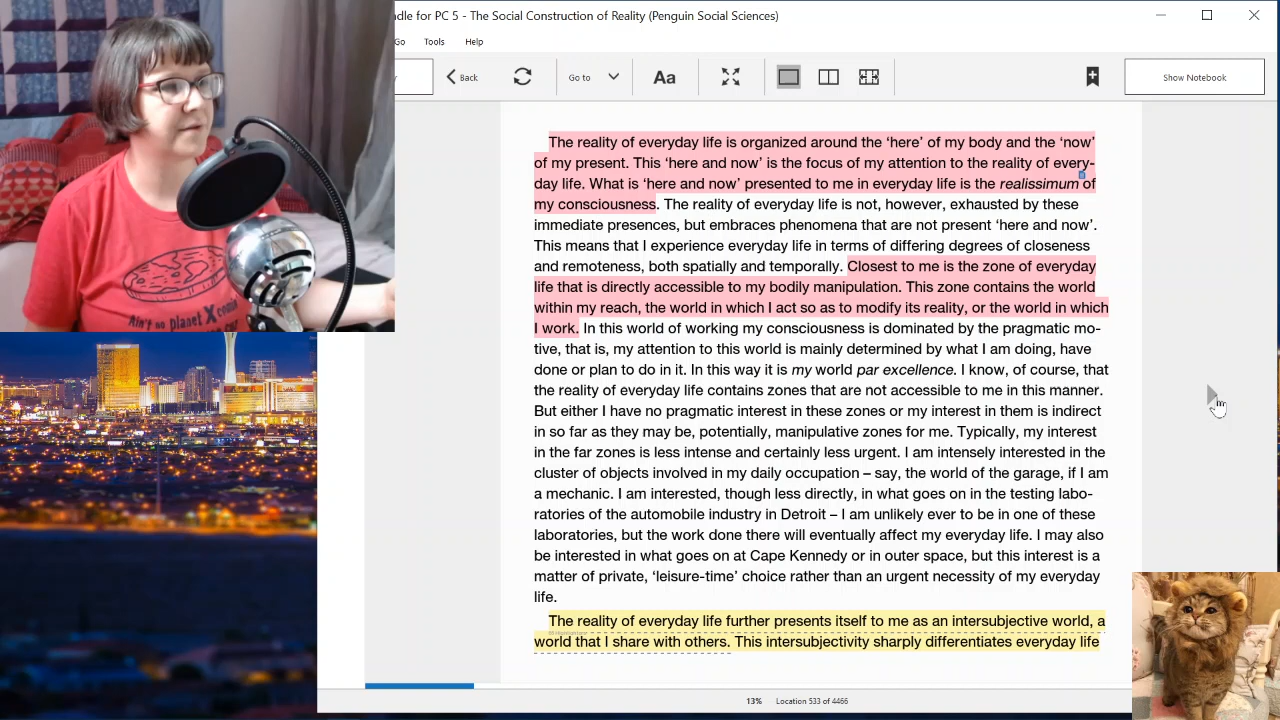 dle for PC 5 - The Social Construction of Reality (Penguin Social Sciences)
Go Tools Help
Back Go to Aa Show Notebook
The reality of everyday life is organized around the ‘here’ of my body and the ‘now’
of my present. This ‘here and now’ is the focus of my attention to the reality of every-
day life. What is ‘here and now’ presented to me in everyday life is the realissimum of
my consciousness. The reality of everyday life is not, however, exhausted by these
immediate presences, but embraces phenomena that are not present ‘here and now’.
This means that I experience everyday life in terms of differing degrees of closeness
and remoteness, both spatially and temporally. Closest to me is the zone of everyday
life that is directly accessible to my bodily manipulation. This zone contains the world
within my reach, the world in which I act so as to modify its reality, or the world in which
I work. In this world of working my consciousness is dominated by the pragmatic mo-
tive, that is, my attention to this world is mainly determined by what I am doing, have
done or plan to do in it. In this way it is my world par excellence. I know, of course, that
the reality of everyday life contains zones that are not accessible to me in this manner.
But either I have no pragmatic interest in these zones or my interest in them is indirect
in so far as they may be, potentially, manipulative zones for me. Typically, my interest
in the far zones is less intense and certainly less urgent. I am intensely interested in the
cluster of objects involved in my daily occupation – say, the world of the garage, if I am
a mechanic. I am interested, though less directly, in what goes on in the testing labo-
ratories of the automobile industry in Detroit – I am unlikely ever to be in one of these
laboratories, but the work done there will eventually affect my everyday life. I may also
be interested in what goes on at Cape Kennedy or in outer space, but this interest is a
matter of private, ‘leisure-time’ choice rather than an urgent necessity of my everyday
life.
The reality of everyday life further presents itself to me as an intersubjective world, a
world that I share with others. This intersubjectivity sharply differentiates everyday life
13% Location 533 of 4466
Ain't no planet X